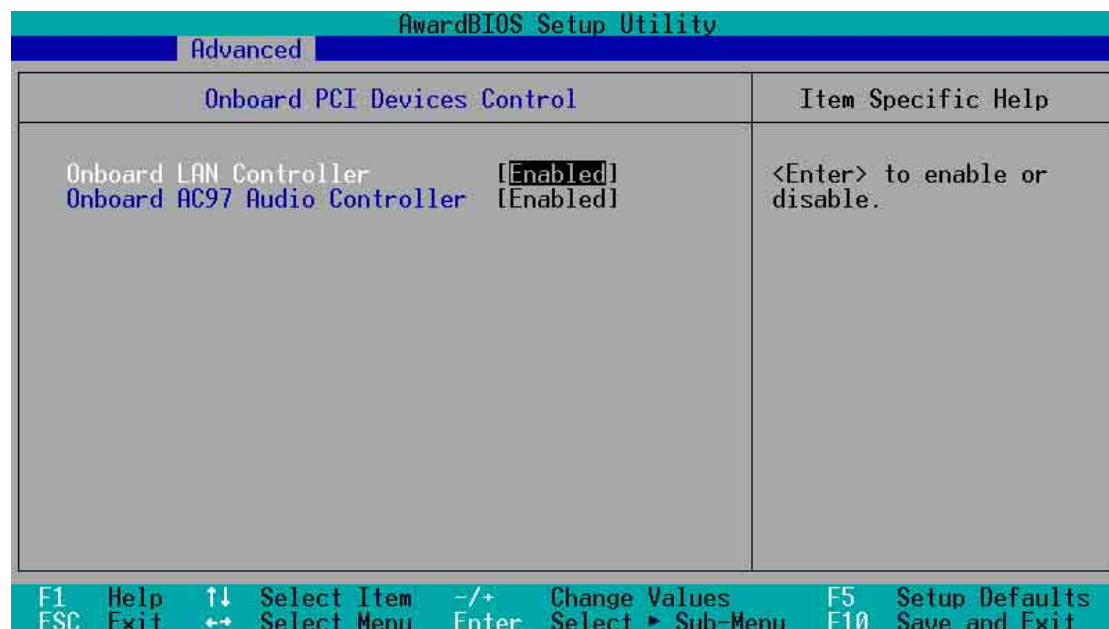 AwardBIOS Setup Utility
Advanced
Onboard PCI Devices Control
Item Specific Help
Onboard LAN Controller [Enabled]
Onboard AC97 Audio Controller [Enabled]
<Enter> to enable or
disable.
F1 Help ↑↓ Select Item -/+ Change Values F5 Setup Defaults
ESC Exit ←→ Select Menu Enter Select ► Sub-Menu F10 Save and Exit